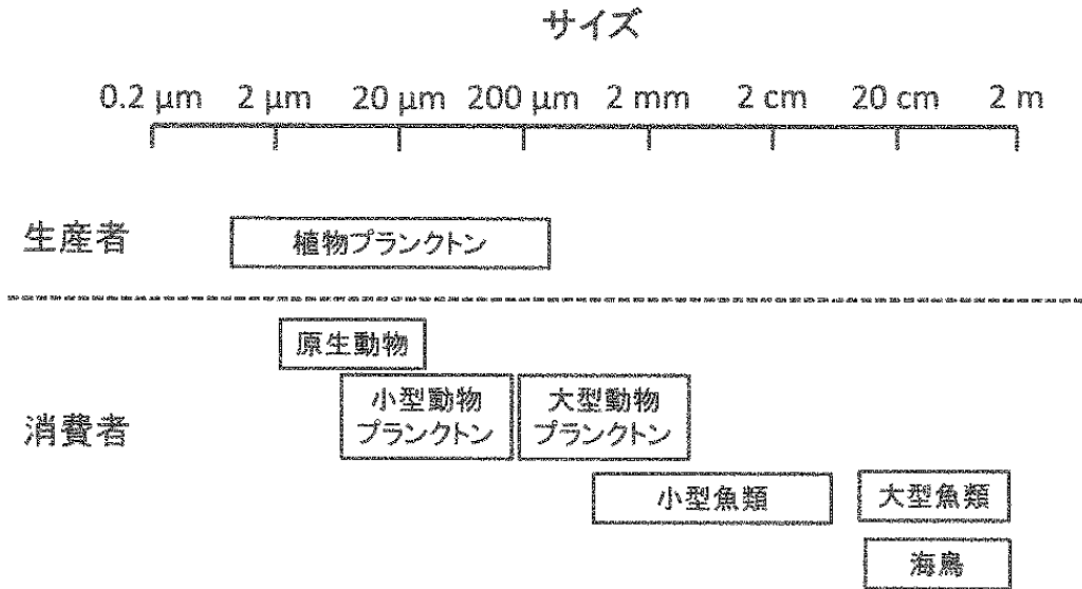 サイズ
0.2 μm 2 μm 20 μm 200 μm 2 mm 2 cm 20 cm 2 m
生産者
植物プランクトン
原生動物
消費者
小型動物
プランクトン
大型動物
プランクトン
小型魚類
大型魚類
海鳥